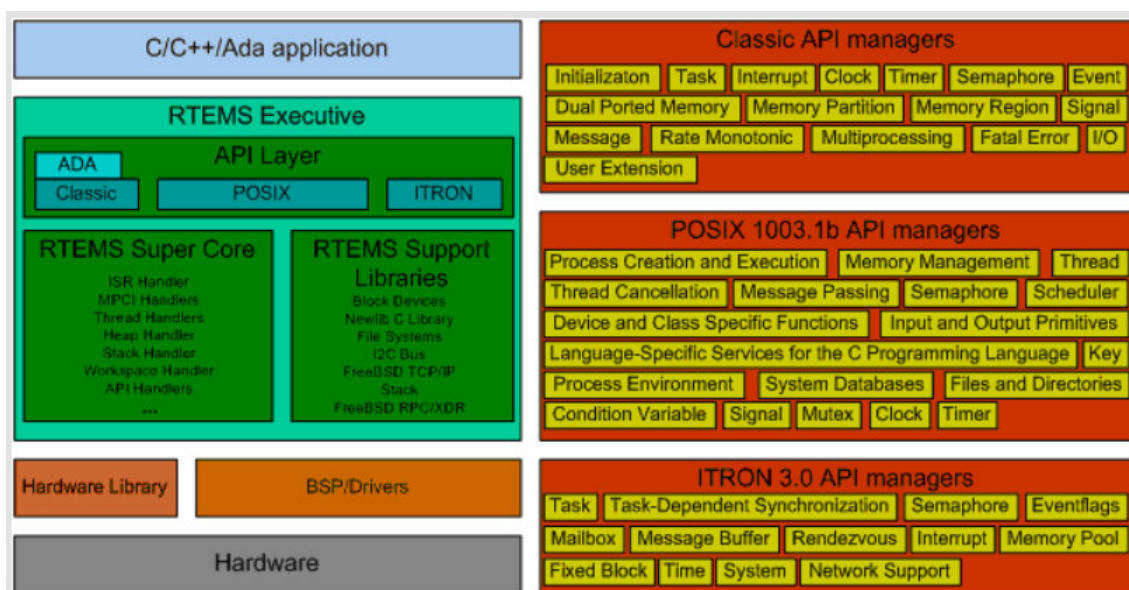 C/C++/Ada application
RTEMS Executive
API Layer
ADA
Classic
POSIX
ITRON
RTEMS Super Core
ISR Handler
MPCI Handlers
Thread Handlers
Heap Handler
Stack Handler
Workspace Handler
API Handlers
...
RTEMS Support
Libraries
Block Devices
Newlib C Library
File Systems
I2C Bus
FreeBSD TCP/IP
Stack
FreeBSD RPC/XDR
Hardware Library
BSP/Drivers
Hardware
Classic API managers
Initializaton Task Interrupt Clock Timer Semaphore Event
Dual Ported Memory Memory Partition Memory Region Signal
Message Rate Monotonic Multiprocessing Fatal Error I/O
User Extension
POSIX 1003.1b API managers
Process Creation and Execution Memory Management Thread
Thread Cancellation Message Passing Semaphore Scheduler
Device and Class Specific Functions Input and Output Primitives
Language-Specific Services for the C Programming Language Key
Process Environment System Databases Files and Directories
Condition Variable Signal Mutex Clock Timer
ITRON 3.0 API managers
Task Task-Dependent Synchronization Semaphore Eventflags
Mailbox Message Buffer Rendezvous Interrupt Memory Pool
Fixed Block Time System Network Support